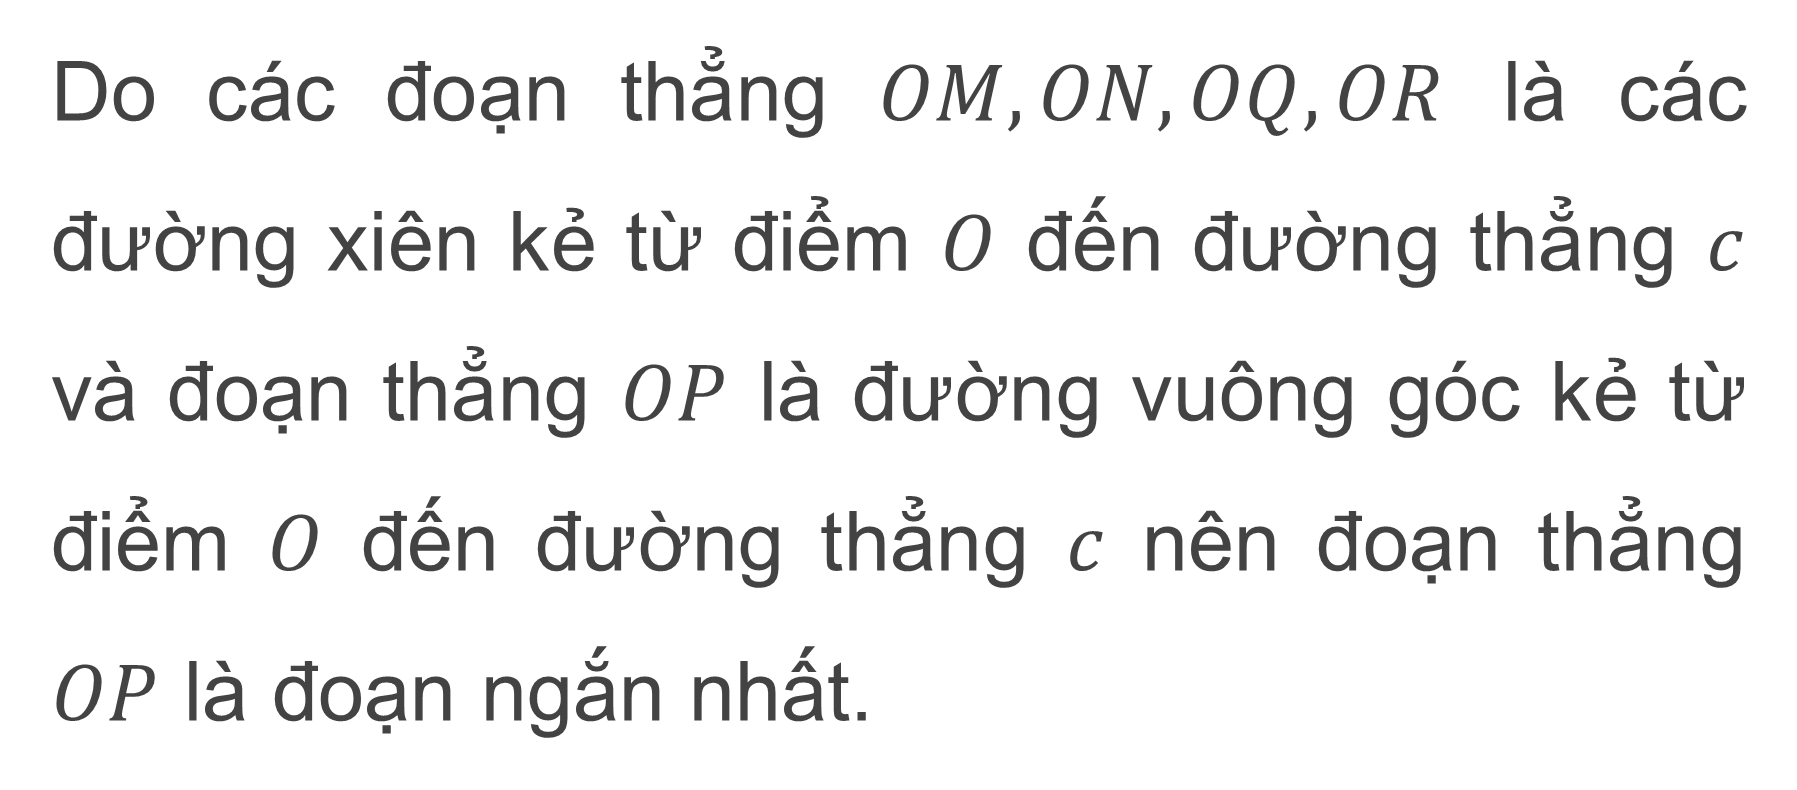 Do các đoạn thẳng OM, ON, OQ, OR là các
đường xiên kẻ từ điểm O đến đường thẳng c
và đoạn thẳng OP là đường vuông góc kẻ từ
điểm O đến đường thẳng c nên đoạn thẳng
OP là đoạn ngắn nhất.